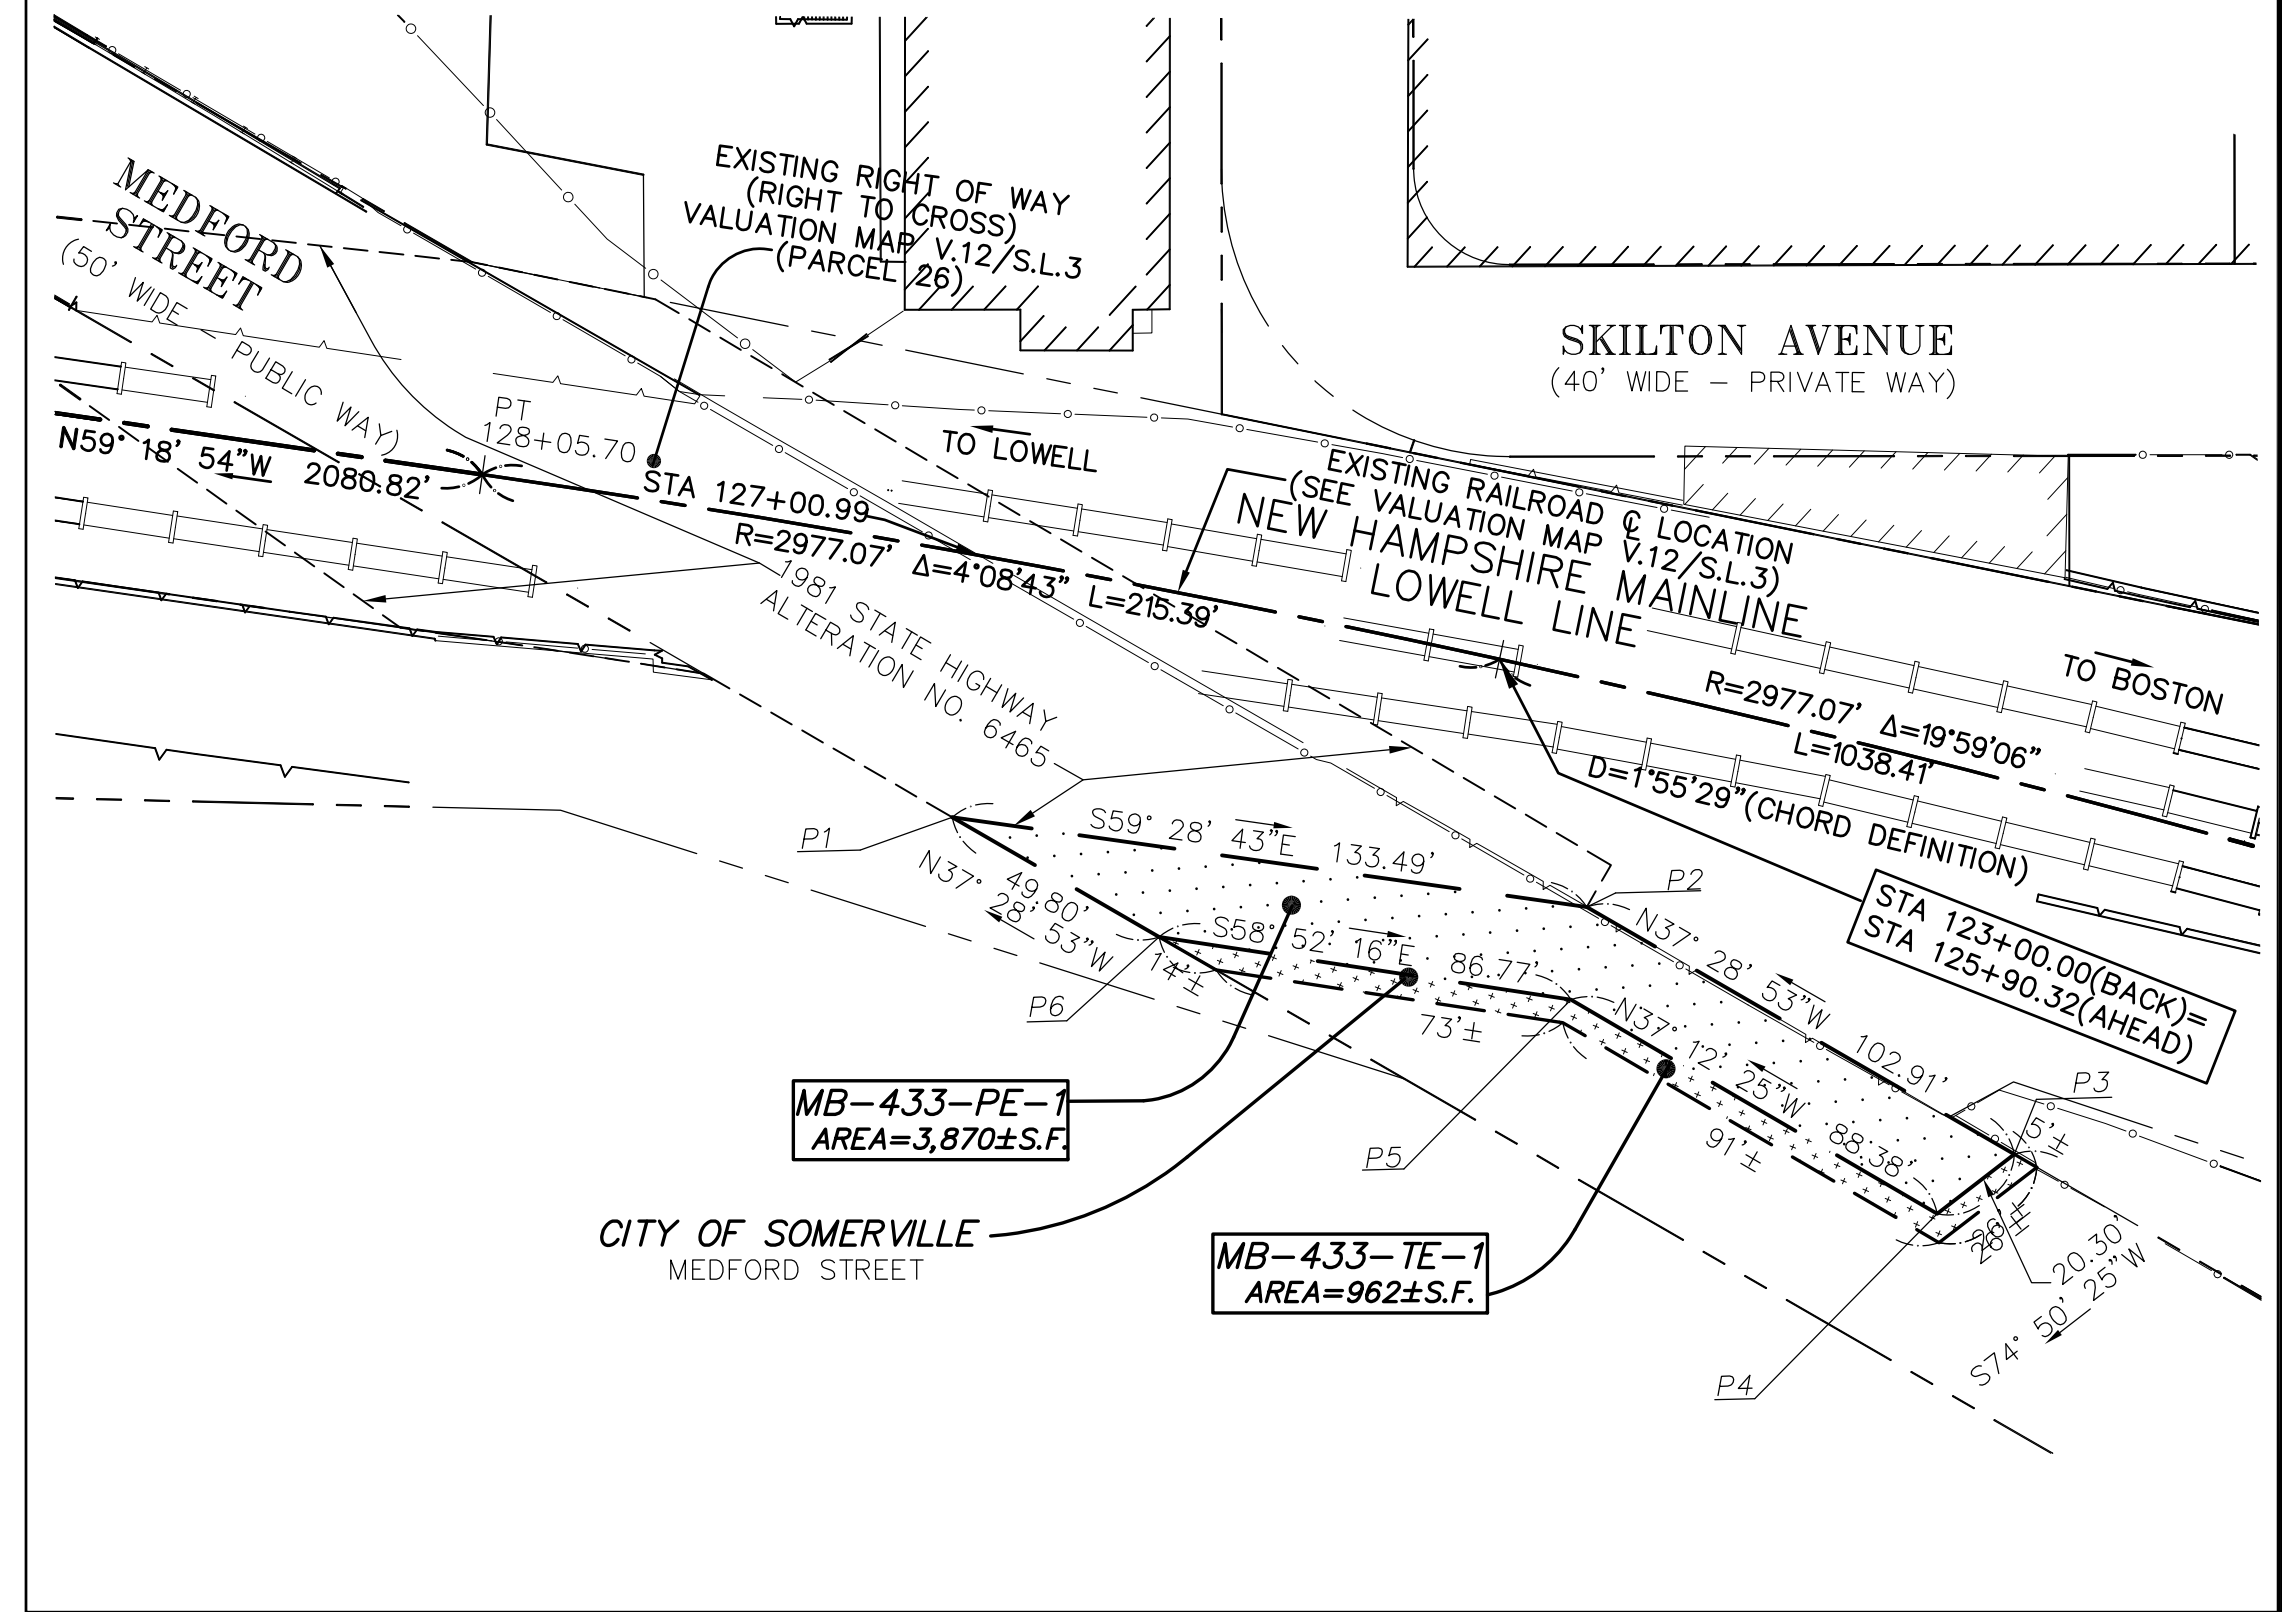 MEDFORD
STREET
(50' WIDE PUBLIC WAY)
EXISTING RIGHT OF WAY
(RIGHT TO CROSS)
VALUATION MAP V.12/S.L.3
(PARCEL 26)
SKILTON AVENUE
(40' WIDE – PRIVATE WAY)
PT
128+05.70
N59° 18' 54"W 2080.82'
TO LOWELL
STA 127+00.99
R=2977.07' Δ=4°08'43" L=215.39'
EXISTING RAILROAD ℄ LOCATION
(SEE VALUATION MAP V.12/S.L.3)
NEW HAMPSHIRE MAINLINE
LOWELL LINE
1981 STATE HIGHWAY
ALTERATION NO. 6465
TO BOSTON
R=2977.07' Δ=19°59'06"
L=1038.41'
D=1°55'29"(CHORD DEFINITION)
STA 123+00.00(BACK)=
STA 125+90.32(AHEAD)
P1
S59° 28' 43"E 133.49'
P2
N37° 28' 53"W
49.80'
S58° 52' 16"E 86.77'
N37° 28' 53"W 102.91'
14'±
P6
73'±
N37° 12' 25"W 88.38'
P3
5'±
MB-433-PE-1
AREA=3,870±S.F.
P5
91'±
CITY OF SOMERVILLE
MEDFORD STREET
MB-433-TE-1
AREA=962±S.F.
26'±
20.30'
S74° 50' 25"W
P4